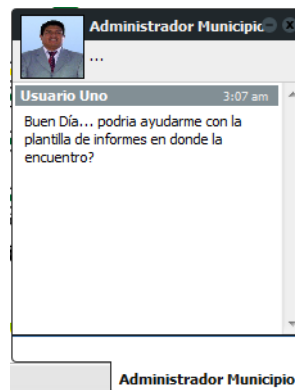 Administrador Municipio
...
Usuario Uno 3:07 am
Buen Día... podria ayudarme con la
plantilla de informes en donde la
encuentro?
Administrador Municipio